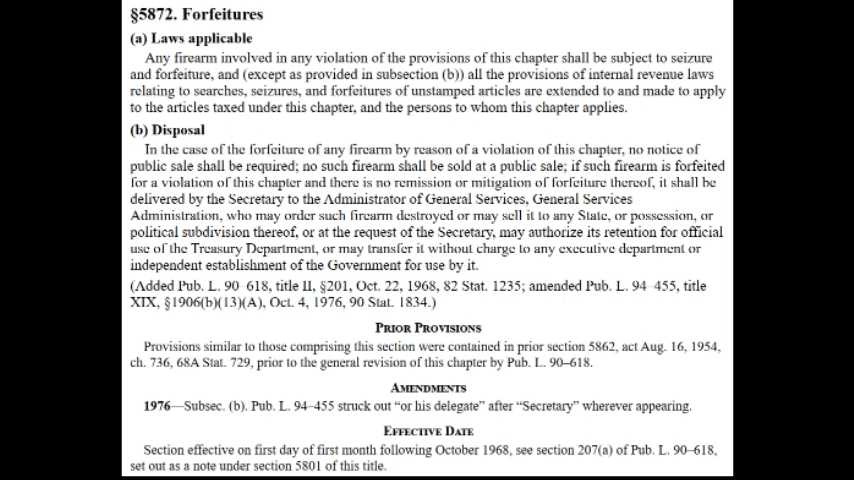 §5872. Forfeitures
(a) Laws applicable
Any firearm involved in any violation of the provisions of this chapter shall be subject to seizure
and forfeiture, and (except as provided in subsection (b)) all the provisions of internal revenue laws
relating to searches, seizures, and forfeitures of unstamped articles are extended to and made to apply
to the articles taxed under this chapter, and the persons to whom this chapter applies.
(b) Disposal
In the case of the forfeiture of any firearm by reason of a violation of this chapter, no notice of
public sale shall be required; no such firearm shall be sold at a public sale; if such firearm is forfeited
for a violation of this chapter and there is no remission or mitigation of forfeiture thereof, it shall be
delivered by the Secretary to the Administrator of General Services, General Services
Administration, who may order such firearm destroyed or may sell it to any State, or possession, or
political subdivision thereof, or at the request of the Secretary, may authorize its retention for official
use of the Treasury Department, or may transfer it without charge to any executive department or
independent establishment of the Government for use by it.
(Added Pub. L. 90–618, title II, §201, Oct. 22, 1968, 82 Stat. 1235; amended Pub. L. 94–455, title
XIX, §1906(b)(13)(A), Oct. 4, 1976, 90 Stat. 1834.)
PRIOR PROVISIONS
Provisions similar to those comprising this section were contained in prior section 5862, act Aug. 16, 1954,
ch. 736, 68A Stat. 729, prior to the general revision of this chapter by Pub. L. 90–618.
AMENDMENTS
1976—Subsec. (b). Pub. L. 94–455 struck out “or his delegate” after “Secretary” wherever appearing.
EFFECTIVE DATE
Section effective on first day of first month following October 1968, see section 207(a) of Pub. L. 90–618,
set out as a note under section 5801 of this title.